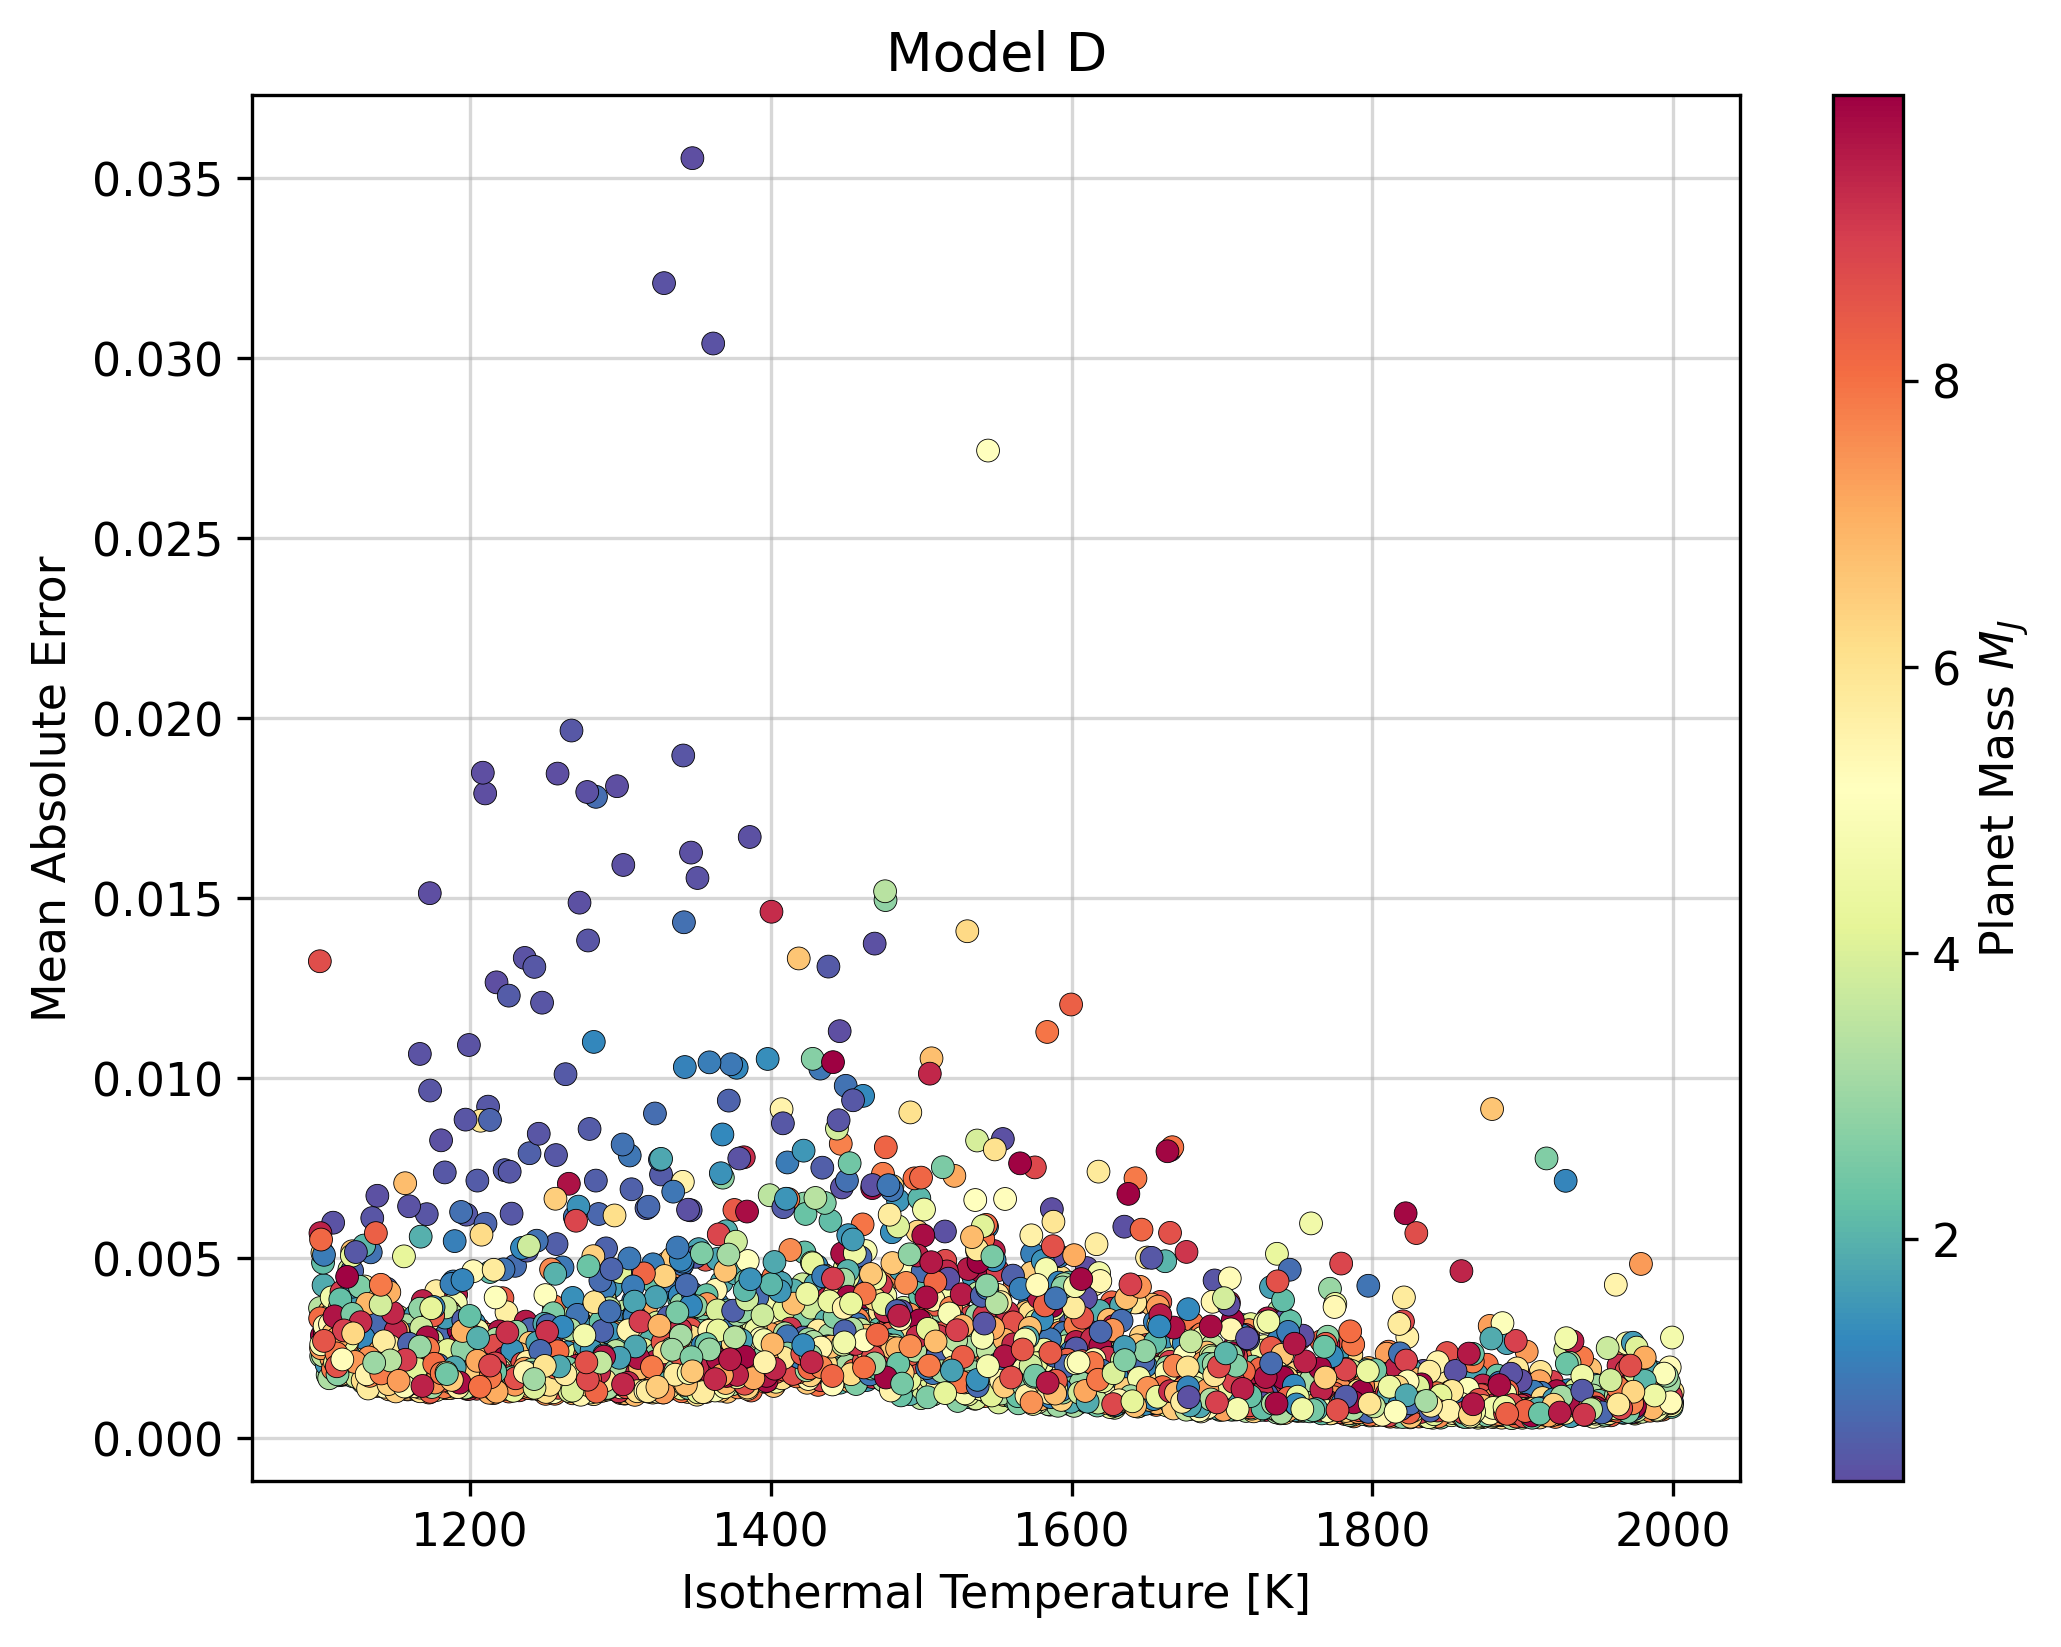 Model D
0.035
0.030
0.025
0.020
0.015
0.010
0.005
0.000
Mean Absolute Error
1200 1400 1600 1800 2000
Isothermal Temperature [K]
8
6
4
2
Planet Mass M_J